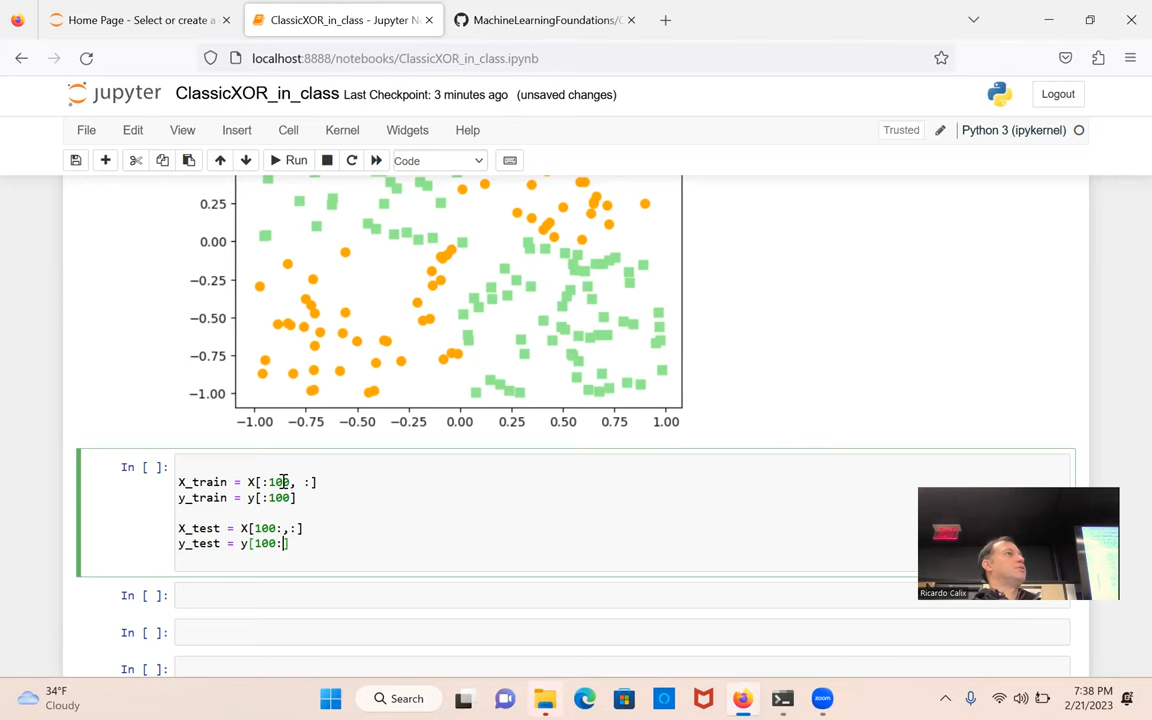 Home Page - Select or create a
ClassicXOR_in_class - Jupyter N
MachineLearningFoundations/C
localhost:8888/notebooks/ClassicXOR_in_class.ipynb
jupyter ClassicXOR_in_class Last Checkpoint: 3 minutes ago (unsaved changes) Logout
File Edit View Insert Cell Kernel Widgets Help Trusted Python 3 (ipykernel)
Run Code
0.25
0.00
−0.25
−0.50
−0.75
−1.00
−1.00 −0.75 −0.50 −0.25 0.00 0.25 0.50 0.75 1.00
In [ ]:
X_train = X[:100, :]
y_train = y[:100]
X_test = X[100:,:]
y_test = y[100:]
In [ ]:
In [ ]:
In [ ]:
Ricardo Calix
34°F
Cloudy
Search
zoom
7:38 PM
2/21/2023